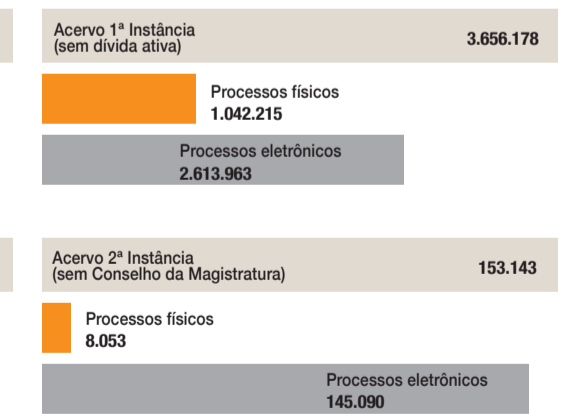 Acervo 1ª Instância
(sem dívida ativa)
3.656.178
Processos físicos
1.042.215
Processos eletrônicos
2.613.963
Acervo 2ª Instância
(sem Conselho da Magistratura)
153.143
Processos físicos
8.053
Processos eletrônicos
145.090